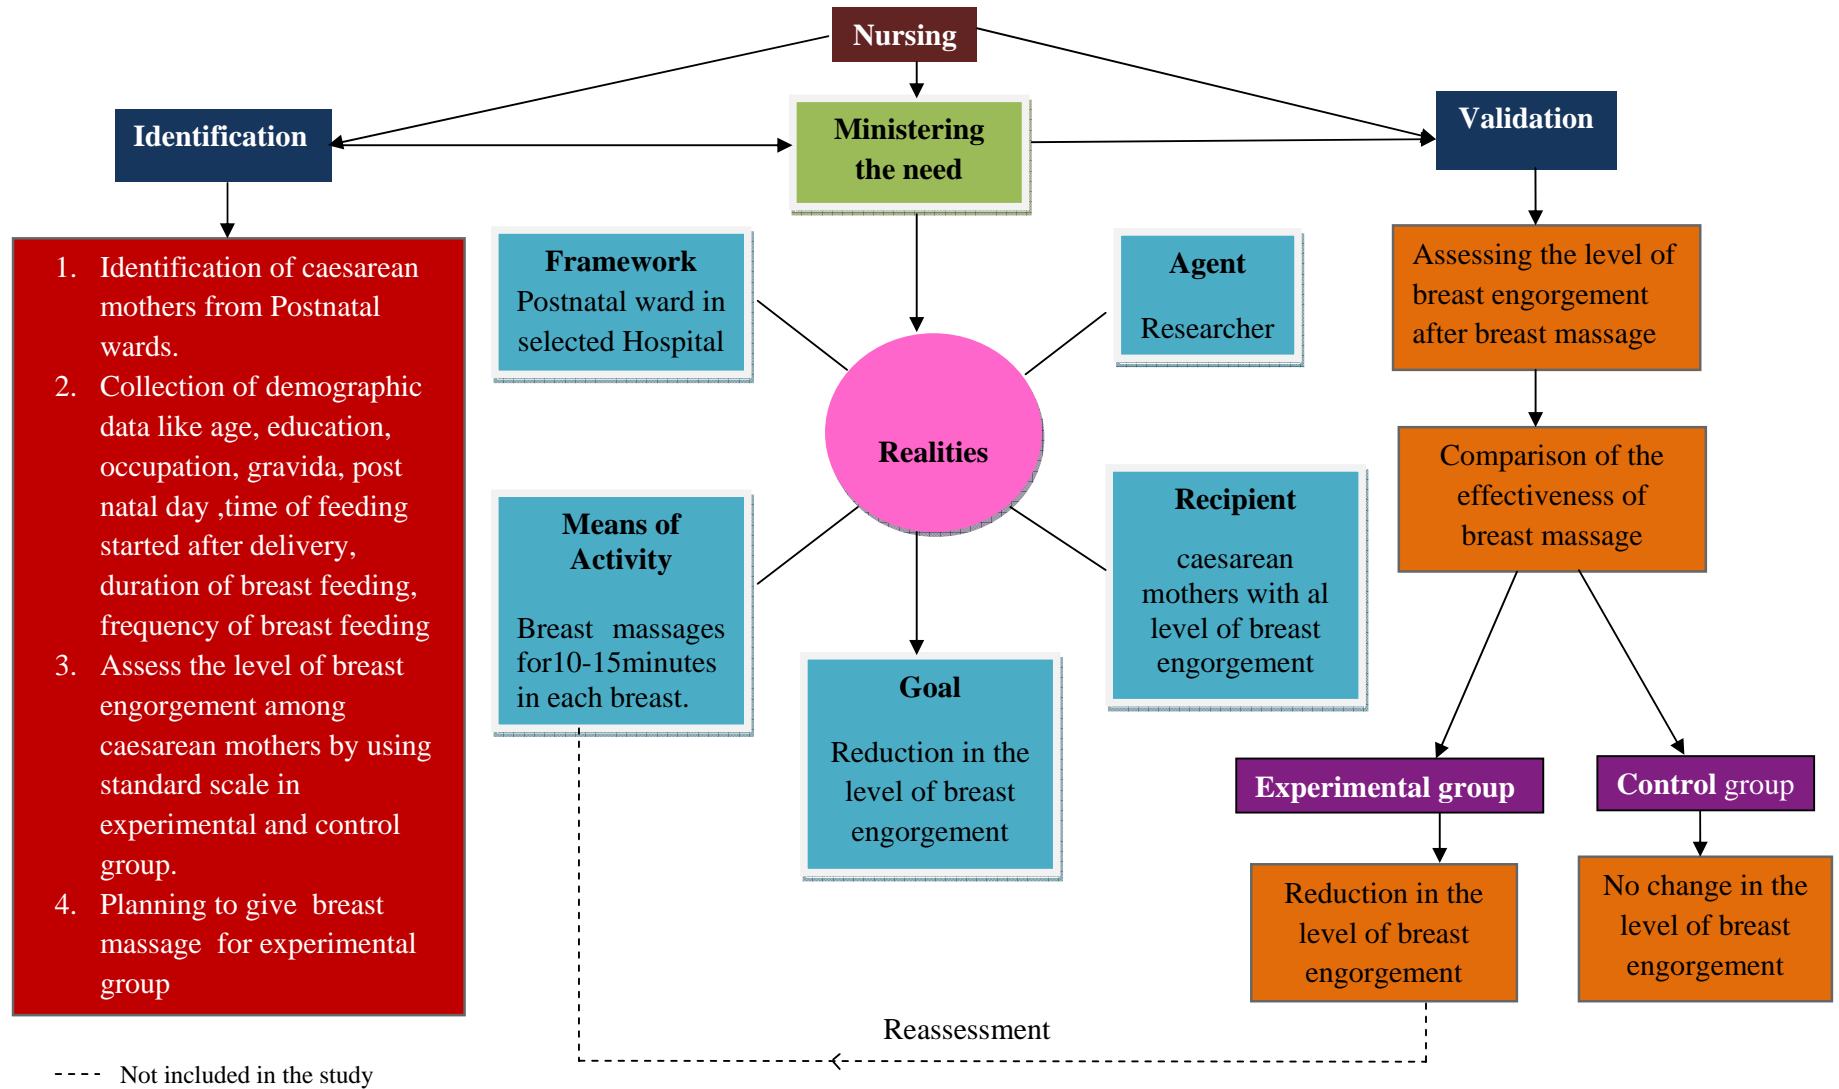 Nursing
Identification
Ministering
the need
Validation
1. Identification of caesarean
mothers from Postnatal
wards.
2. Collection of demographic
data like age, education,
occupation, gravida, post
natal day ,time of feeding
started after delivery,
duration of breast feeding,
frequency of breast feeding
3. Assess the level of breast
engorgement among
caesarean mothers by using
standard scale in
experimental and control
group.
4. Planning to give breast
massage for experimental
group
Framework
Postnatal ward in
selected Hospital
Agent
Researcher
Realities
Means of
Activity
Breast massages
for10-15minutes
in each breast.
Goal
Reduction in the
level of breast
engorgement
Recipient
caesarean
mothers with al
level of breast
engorgement
Assessing the level of
breast engorgement
after breast massage
Comparison of the
effectiveness of
breast massage
Experimental group
Control group
Reduction in the
level of breast
engorgement
No change in the
level of breast
engorgement
Reassessment
Not included in the study